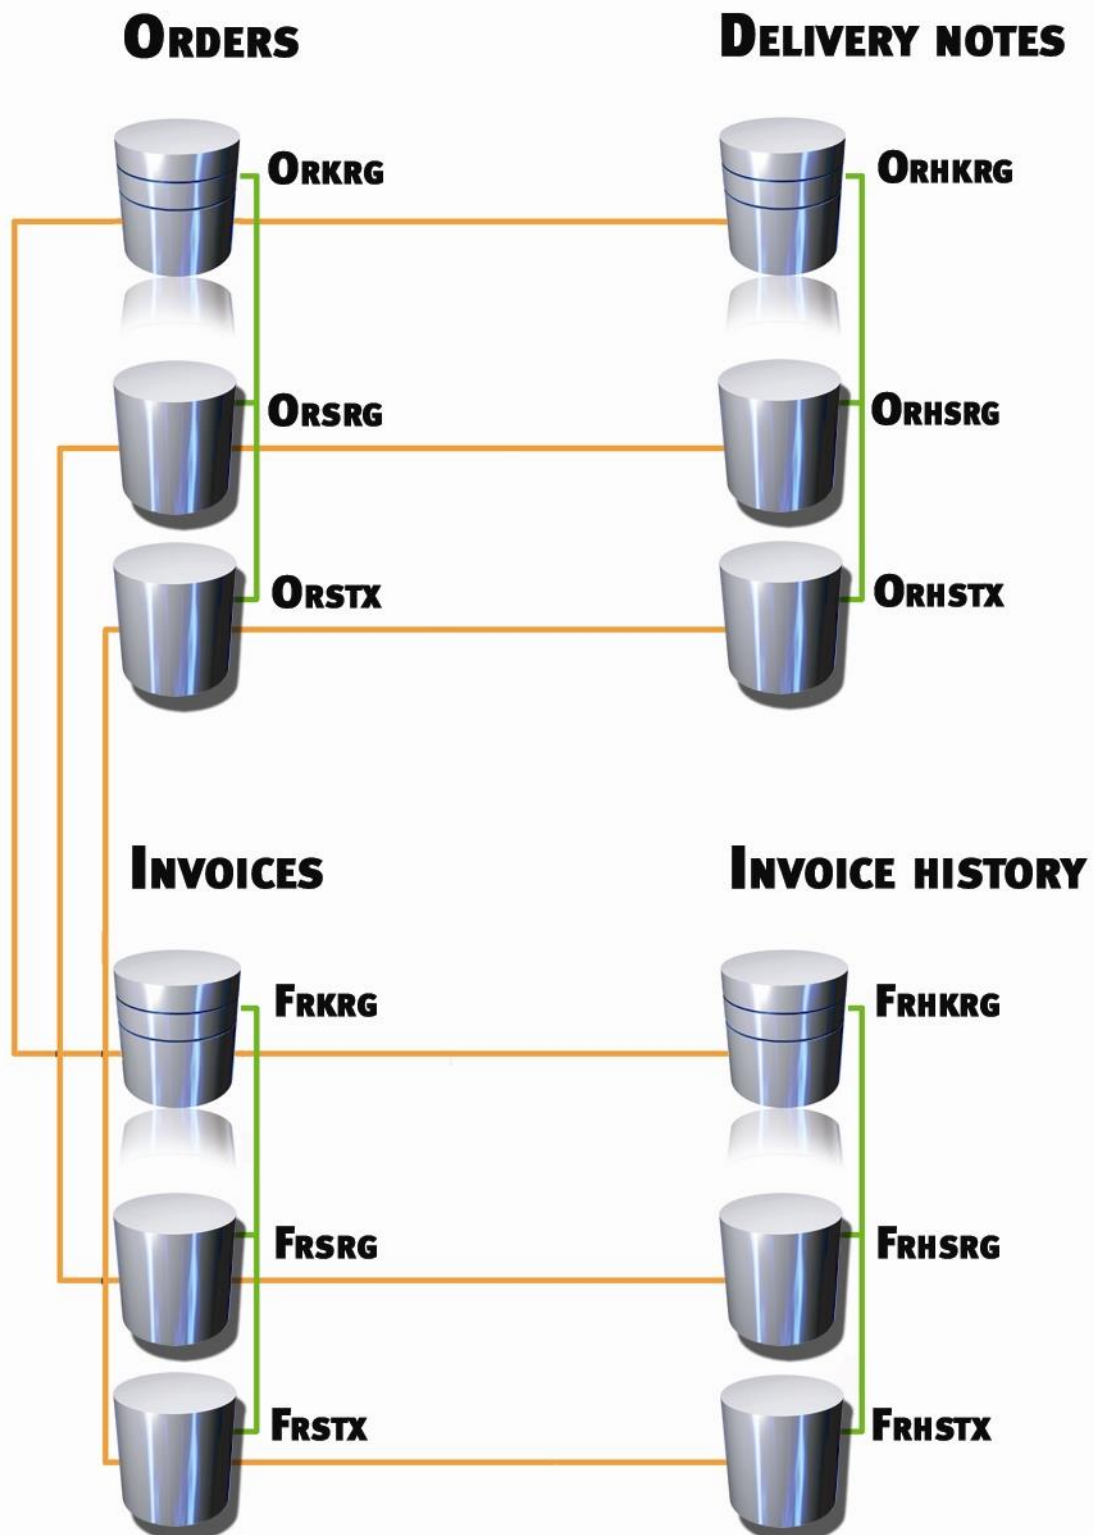 ORDERS
DELIVERY NOTES
ORKRG
ORHKRG
ORSRG
ORHSRG
ORSTX
ORHSTX
INVOICES
INVOICE HISTORY
FRKRG
FRHKRG
FRSRG
FRHSRG
FRSTX
FRHSTX